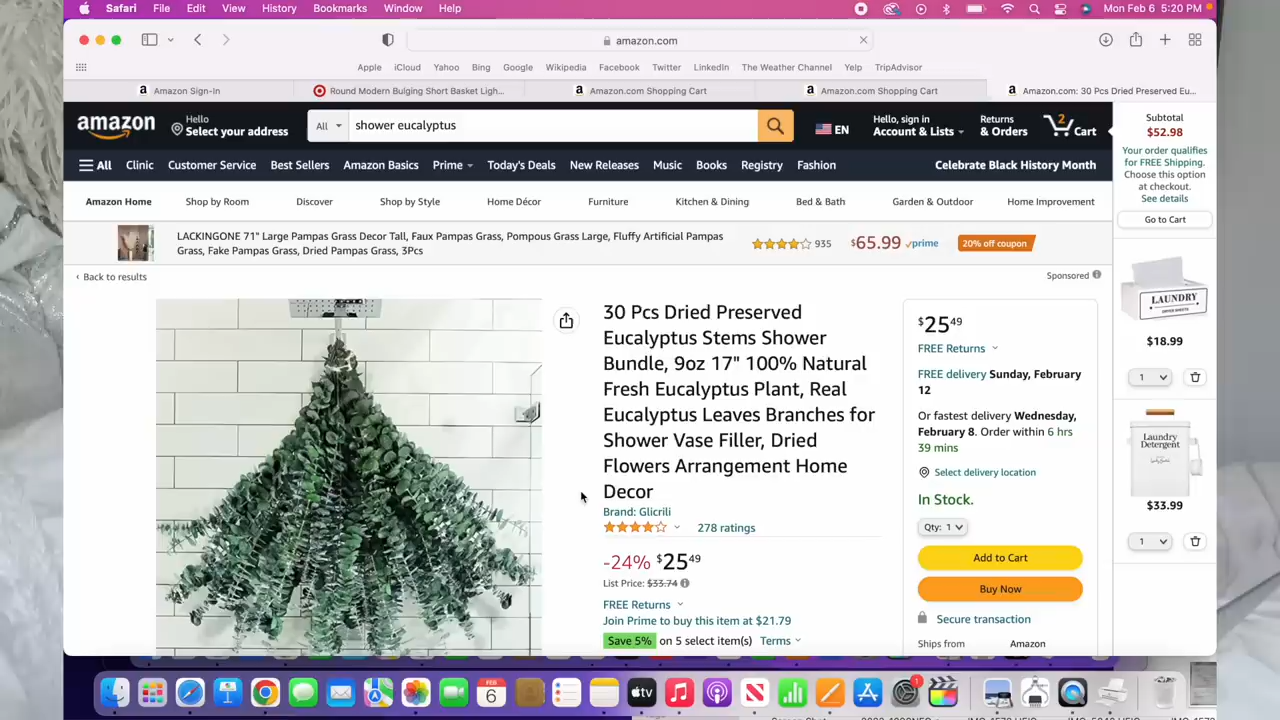 Safari File Edit View History Bookmarks Window Help Mon Feb 6 5:20 PM
amazon.com
Apple iCloud Yahoo Bing Google Wikipedia Facebook Twitter LinkedIn The Weather Channel Yelp TripAdvisor
Amazon Sign-In Round Modern Bulging Short Basket Ligh... Amazon.com Shopping Cart Amazon.com Shopping Cart Amazon.com: 30 Pcs Dried Preserved Eu...
amazon
Hello
Select your address
All shower eucalyptus
EN
Hello, sign in
Account & Lists
Returns
& Orders
2
Cart
All Clinic Customer Service Best Sellers Amazon Basics Prime Today's Deals New Releases Music Books Registry Fashion Celebrate Black History Month
Amazon Home Shop by Room Discover Shop by Style Home Décor Furniture Kitchen & Dining Bed & Bath Garden & Outdoor Home Improvement
LACKINGONE 71" Large Pampas Grass Decor Tall, Faux Pampas Grass, Pompous Grass Large, Fluffy Artificial Pampas
Grass, Fake Pampas Grass, Dried Pampas Grass, 3Pcs
935 $65.99 prime 20% off coupon
‹ Back to results
Sponsored
30 Pcs Dried Preserved
Eucalyptus Stems Shower
Bundle, 9oz 17" 100% Natural
Fresh Eucalyptus Plant, Real
Eucalyptus Leaves Branches for
Shower Vase Filler, Dried
Flowers Arrangement Home
Decor
Brand: Glicrili
278 ratings
-24% $25 49
List Price: $33.74
FREE Returns
Join Prime to buy this item at $21.79
Save 5% on 5 select item(s) Terms
$25 49
FREE Returns
FREE delivery Sunday, February
12
Or fastest delivery Wednesday,
February 8. Order within 6 hrs
39 mins
Select delivery location
In Stock.
Qty: 1
Add to Cart
Buy Now
Secure transaction
Ships from Amazon
Subtotal
$52.98
Your order qualifies
for FREE Shipping.
Choose this option
at checkout.
See details
Go to Cart
LAUNDRY
DRYER SHEETS
$18.99
1
Laundry
Detergent
$33.99
1
FEB
6
tv
1